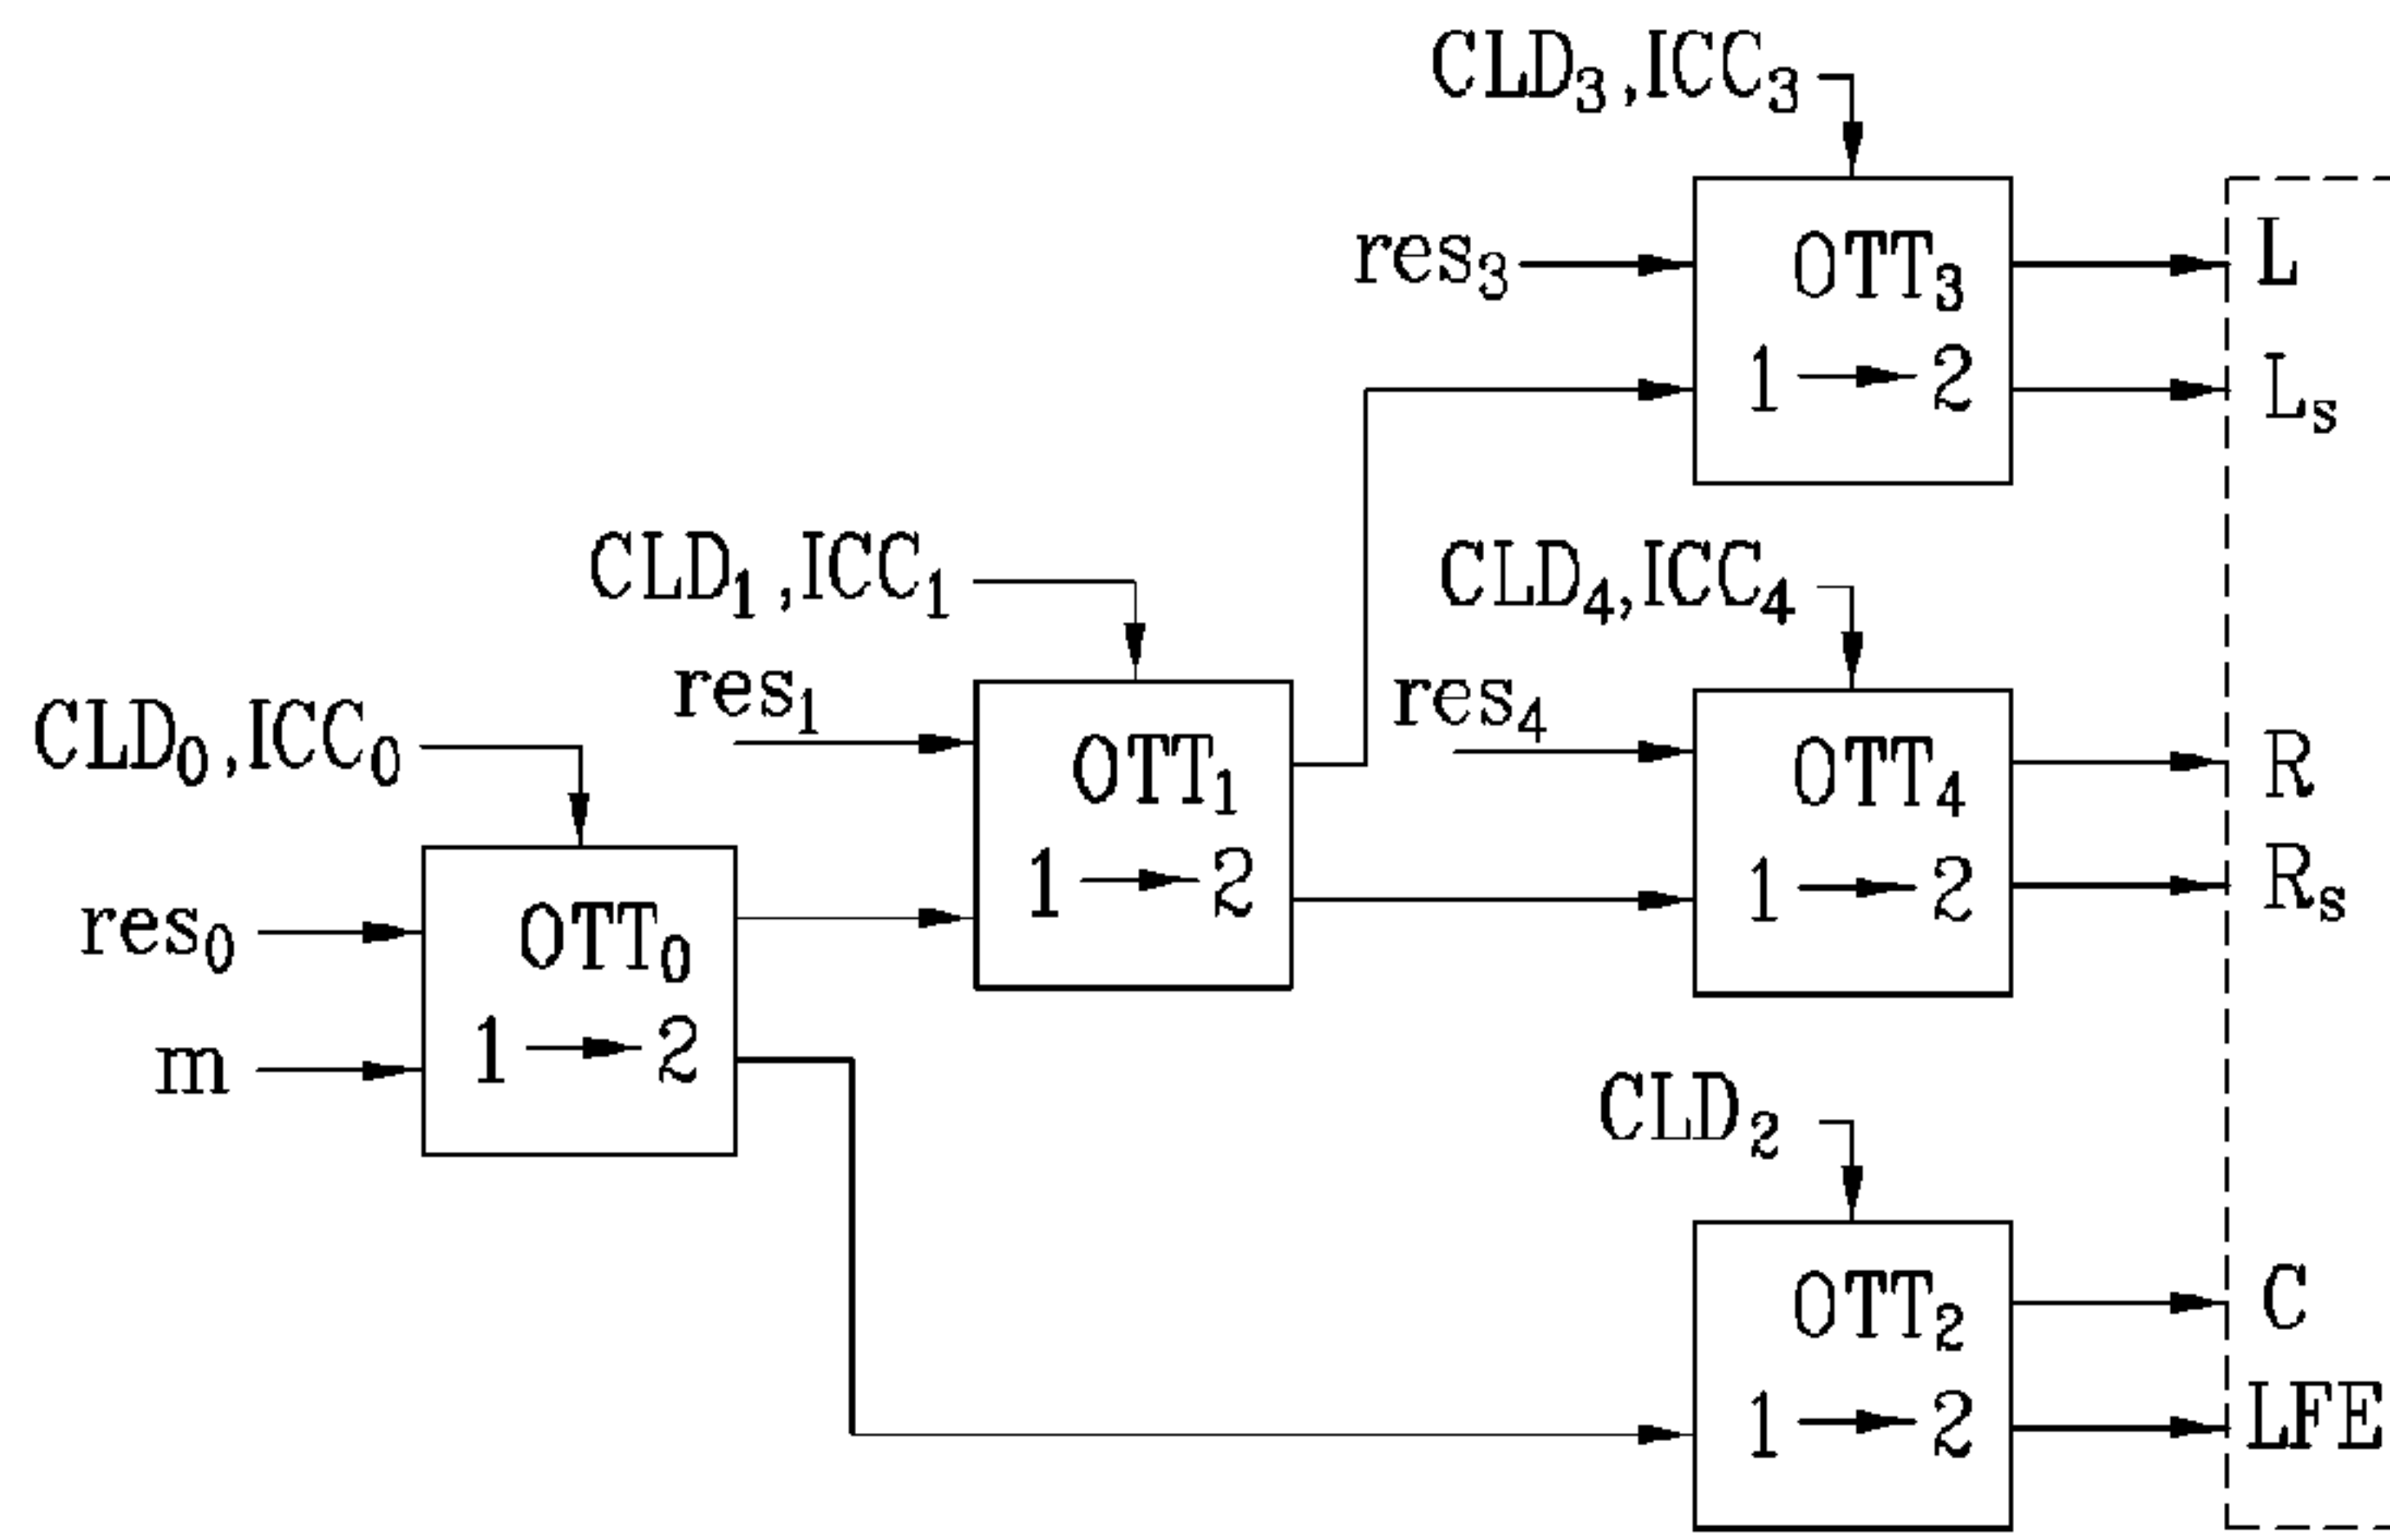 CLD₃,ICC₃
res₃
OTT₃
1 → 2
L
Lₛ
CLD₁,ICC₁
res₁
OTT₁
1 → 2
CLD₄,ICC₄
res₄
OTT₄
1 → 2
R
Rₛ
CLD₀,ICC₀
res₀
m
OTT₀
1 → 2
CLD₂
OTT₂
1 → 2
C
LFE